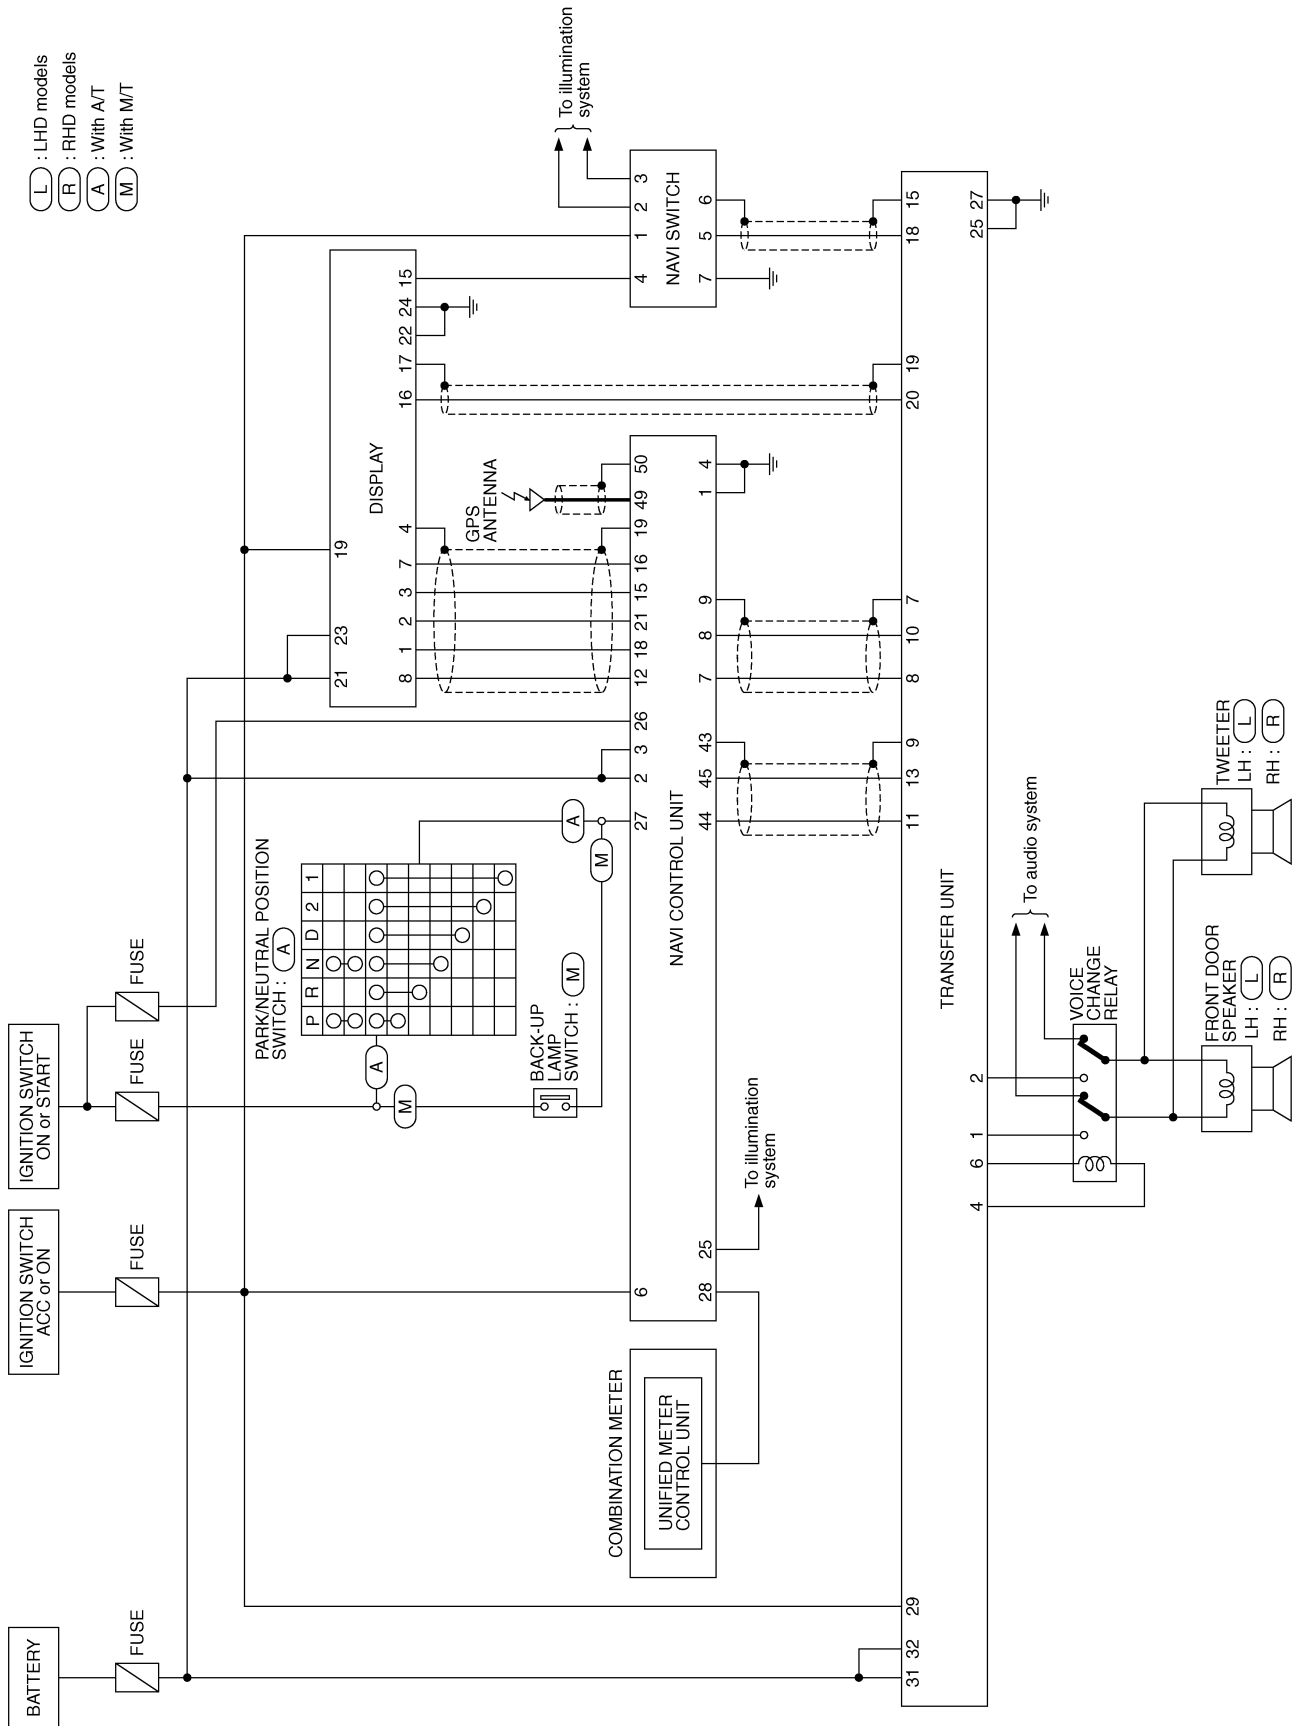 BATTERY
FUSE
IGNITION SWITCH
ACC or ON
FUSE
IGNITION SWITCH
ON or START
FUSE
FUSE
L : LHD models
R : RHD models
A : With A/T
M : With M/T
PARK/NEUTRAL POSITION
SWITCH : A
P R N D 2 1
A
M
A
M
BACK-UP
LAMP
SWITCH : M
21 23 19
DISPLAY
8 1 2 3 7 4 16 17 22 24 15
GPS
ANTENNA
To illumination
system
COMBINATION METER
UNIFIED METER
CONTROL UNIT
6 27 2 3 26 12 18 21 15 16 19 49 50
NAVI CONTROL UNIT
28 25 44 45 43 7 8 9 1 4
4 1 2 3
NAVI SWITCH
7 5 6
To illumination
system
31 32 29 11 13 9 8 10 7 20 19 18 15
TRANSFER UNIT
4 6 1 2 25 27
VOICE
CHANGE
RELAY
To audio system
FRONT DOOR
SPEAKER
LH : L
RH : R
TWEETER
LH : L
RH : R